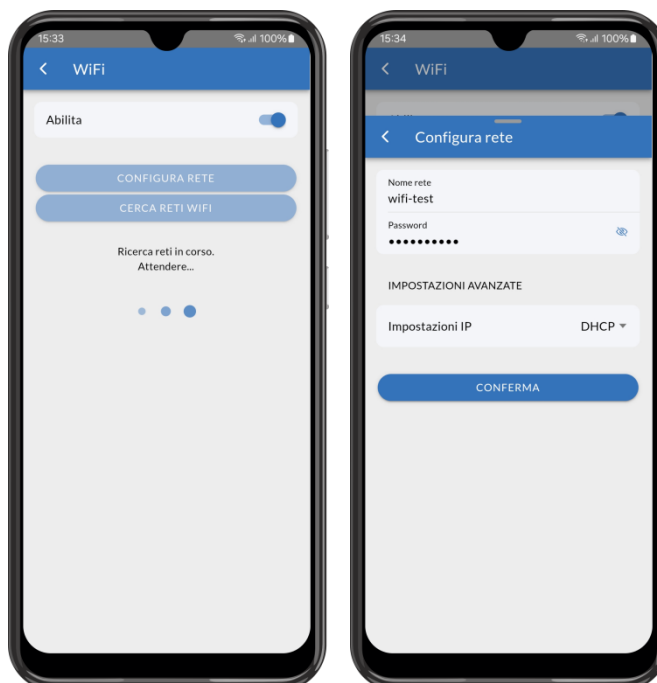 15:33
100%
WiFi
Abilita
CONFIGURA RETE
CERCA RETI WIFI
Ricerca reti in corso.
Attendere...
15:34
100%
WiFi
Configura rete
Nome rete
wifi-test
Password
••••••••••
IMPOSTAZIONI AVANZATE
Impostazioni IP
DHCP
CONFERMA